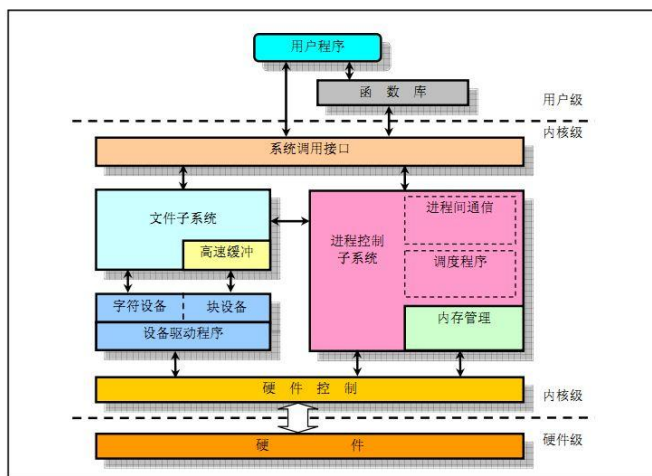 用户程序
函 数 库
用户级
内核级
系统调用接口
文件子系统
高速缓冲
进程控制
子系统
进程间通信
调度程序
内存管理
字符设备
块设备
设备驱动程序
硬 件 控 制
内核级
硬件级
硬 件